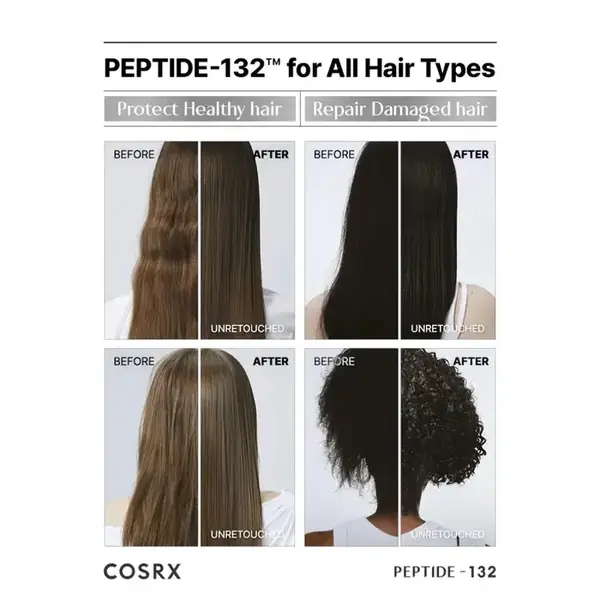 PEPTIDE-132™ for All Hair Types
Protect Healthy hair
Repair Damaged hair
BEFORE AFTER
UNRETOUCHED
BEFORE AFTER
UNRETOUCHED
BEFORE AFTER
UNRETOUCHED
BEFORE AFTER
UNRETOUCHED
COSRX
PEPTIDE-132